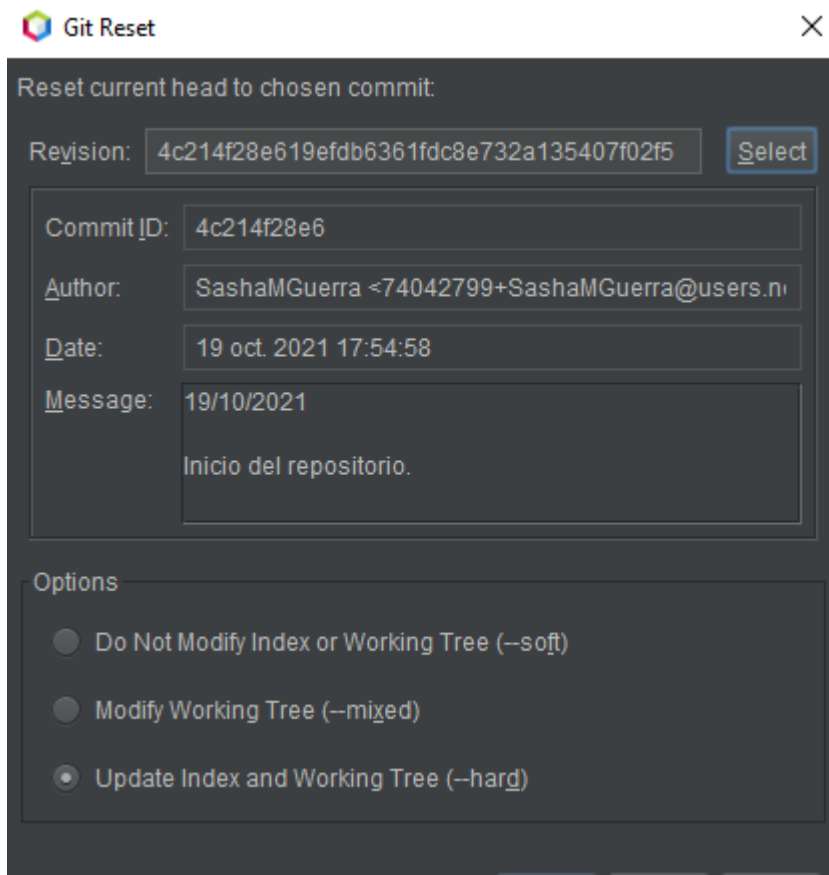 Git Reset
Reset current head to chosen commit:
Revision: 4c214f28e619efdb6361fdc8e732a135407f02f5 Select
Commit ID: 4c214f28e6
Author: SashaMGuerra <74042799+SashaMGuerra@users.n
Date: 19 oct. 2021 17:54:58
Message: 19/10/2021
Inicio del repositorio.
Options
Do Not Modify Index or Working Tree (--soft)
Modify Working Tree (--mixed)
Update Index and Working Tree (--hard)